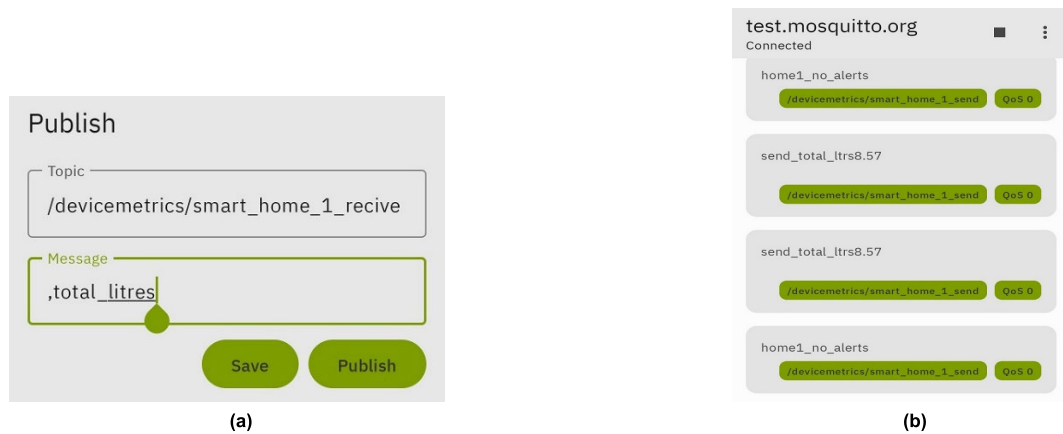 Publish
Topic
/devicemetrics/smart_home_1_recive
Message
,total_litres
Save Publish
(a)
test.mosquitto.org
Connected
home1_no_alerts
/devicemetrics/smart_home_1_send QoS 0
send_total_ltrs8.57
/devicemetrics/smart_home_1_send QoS 0
send_total_ltrs8.57
/devicemetrics/smart_home_1_send QoS 0
home1_no_alerts
/devicemetrics/smart_home_1_send QoS 0
(b)